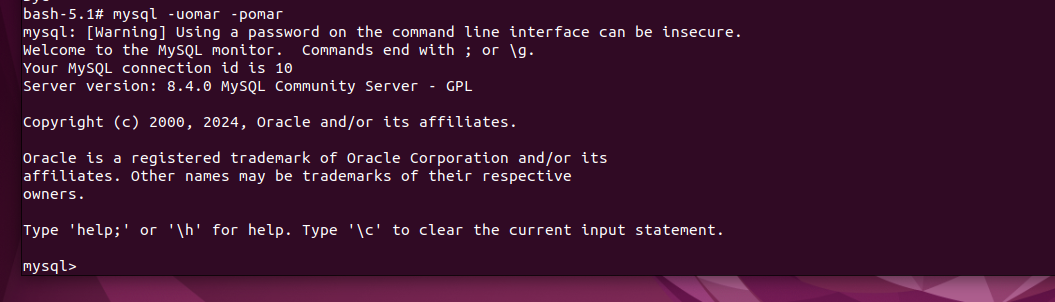 bash-5.1# mysql -uomar -pomar
mysql: [Warning] Using a password on the command line interface can be insecure.
Welcome to the MySQL monitor.  Commands end with ; or \g.
Your MySQL connection id is 10
Server version: 8.4.0 MySQL Community Server - GPL
Copyright (c) 2000, 2024, Oracle and/or its affiliates.
Oracle is a registered trademark of Oracle Corporation and/or its
affiliates. Other names may be trademarks of their respective
owners.
Type 'help;' or '\h' for help. Type '\c' to clear the current input statement.
mysql>